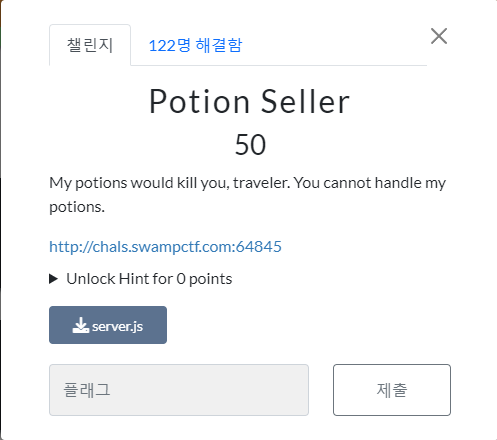 챌린지
122명 해결함
Potion Seller
50
My potions would kill you, traveler. You cannot handle my
potions.
http://chals.swampctf.com:64845
Unlock Hint for 0 points
server.js
플래그
제출